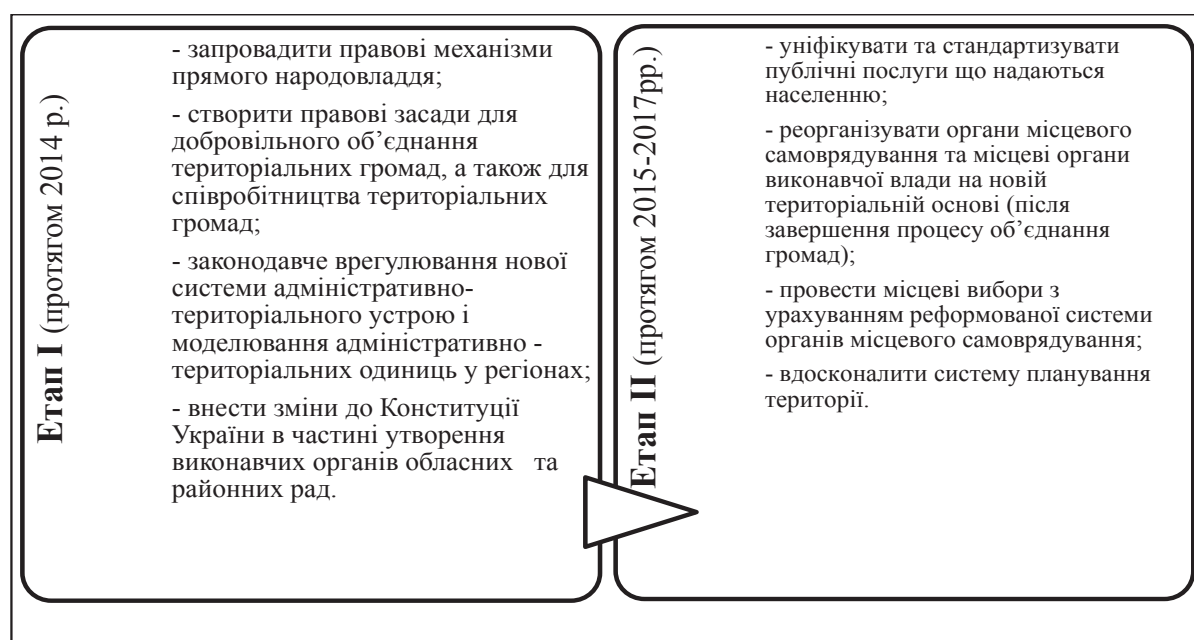 Етап I (протягом 2014 р.)
- запровадити правові механізми
прямого народовладдя;
- створити правові засади для
добровільного об’єднання
територіальних громад, а також для
співробітництва територіальних
громад;
- законодавче врегулювання нової
системи адміністративно-
територіального устрою і
моделювання адміністративно -
територіальних одиниць у регіонах;
- внести зміни до Конституції
України в частині утворення
виконавчих органів обласних та
районних рад.
Етап II (протягом 2015-2017рр.)
- уніфікувати та стандартизувати
публічні послуги що надаються
населенню;
- реорганізувати органи місцевого
самоврядування та місцеві органи
виконавчої влади на новій
територіальній основі (після
завершення процесу об’єднання
громад);
- провести місцеві вибори з
урахуванням реформованої системи
органів місцевого самоврядування;
- вдосконалити систему планування
території.